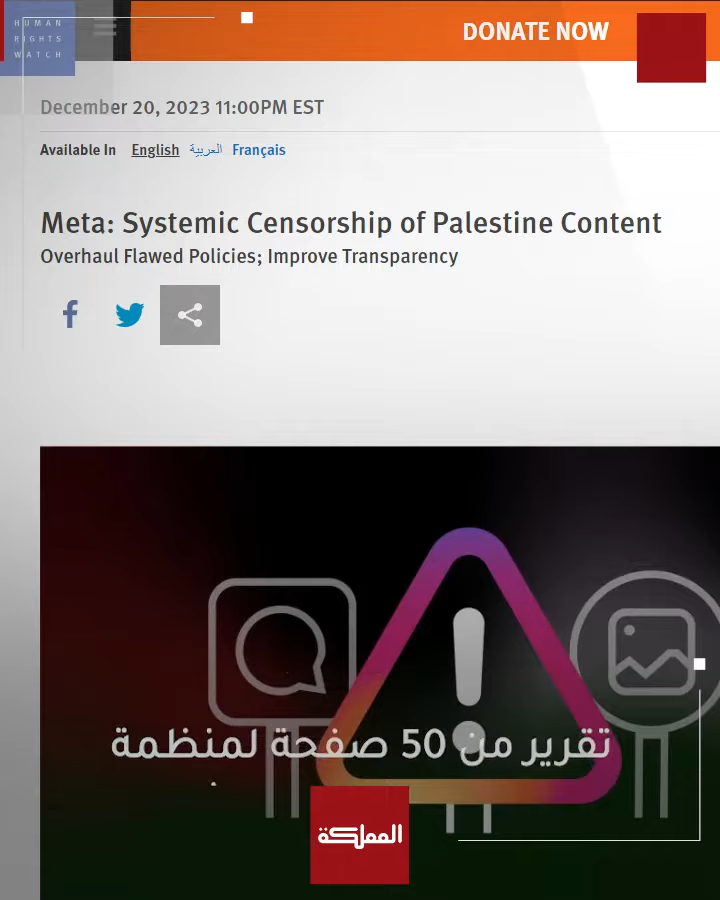 HUMAN
RIGHTS
WATCH
DONATE NOW
December 20, 2023 11:00PM EST
Available In English العربية Français
Meta: Systemic Censorship of Palestine Content
Overhaul Flawed Policies; Improve Transparency
تقرير من 50 صفحة لمنظمة
المملكة